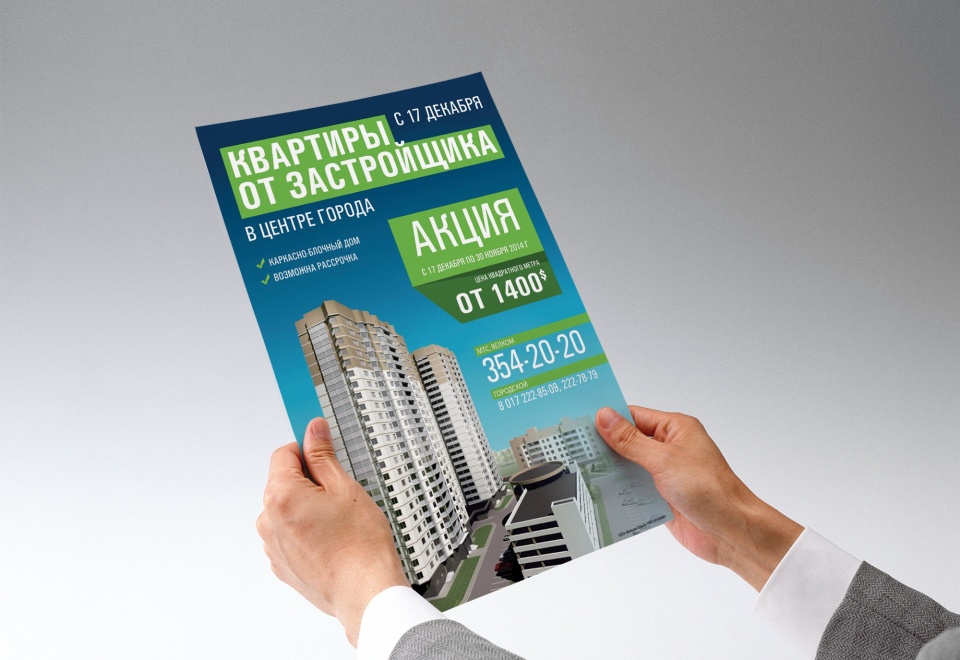 С 17 ДЕКАБРЯ
КВАРТИРЫ
ОТ ЗАСТРОЙЩИКА
В ЦЕНТРЕ ГОРОДА
КАРКАСНО-БЛОЧНЫЙ ДОМ
ВОЗМОЖНА РАССРОЧКА
АКЦИЯ
С 17 ДЕКАБРЯ ПО 30 НОЯБРЯ 2014 Г
ЦЕНА КВАДРАТНОГО МЕТРА
ОТ 1400$
МТС, ВЕЛКОМ
354-20-20
ГОРОДСКОЙ
8 017 222-85-09, 222-78-79